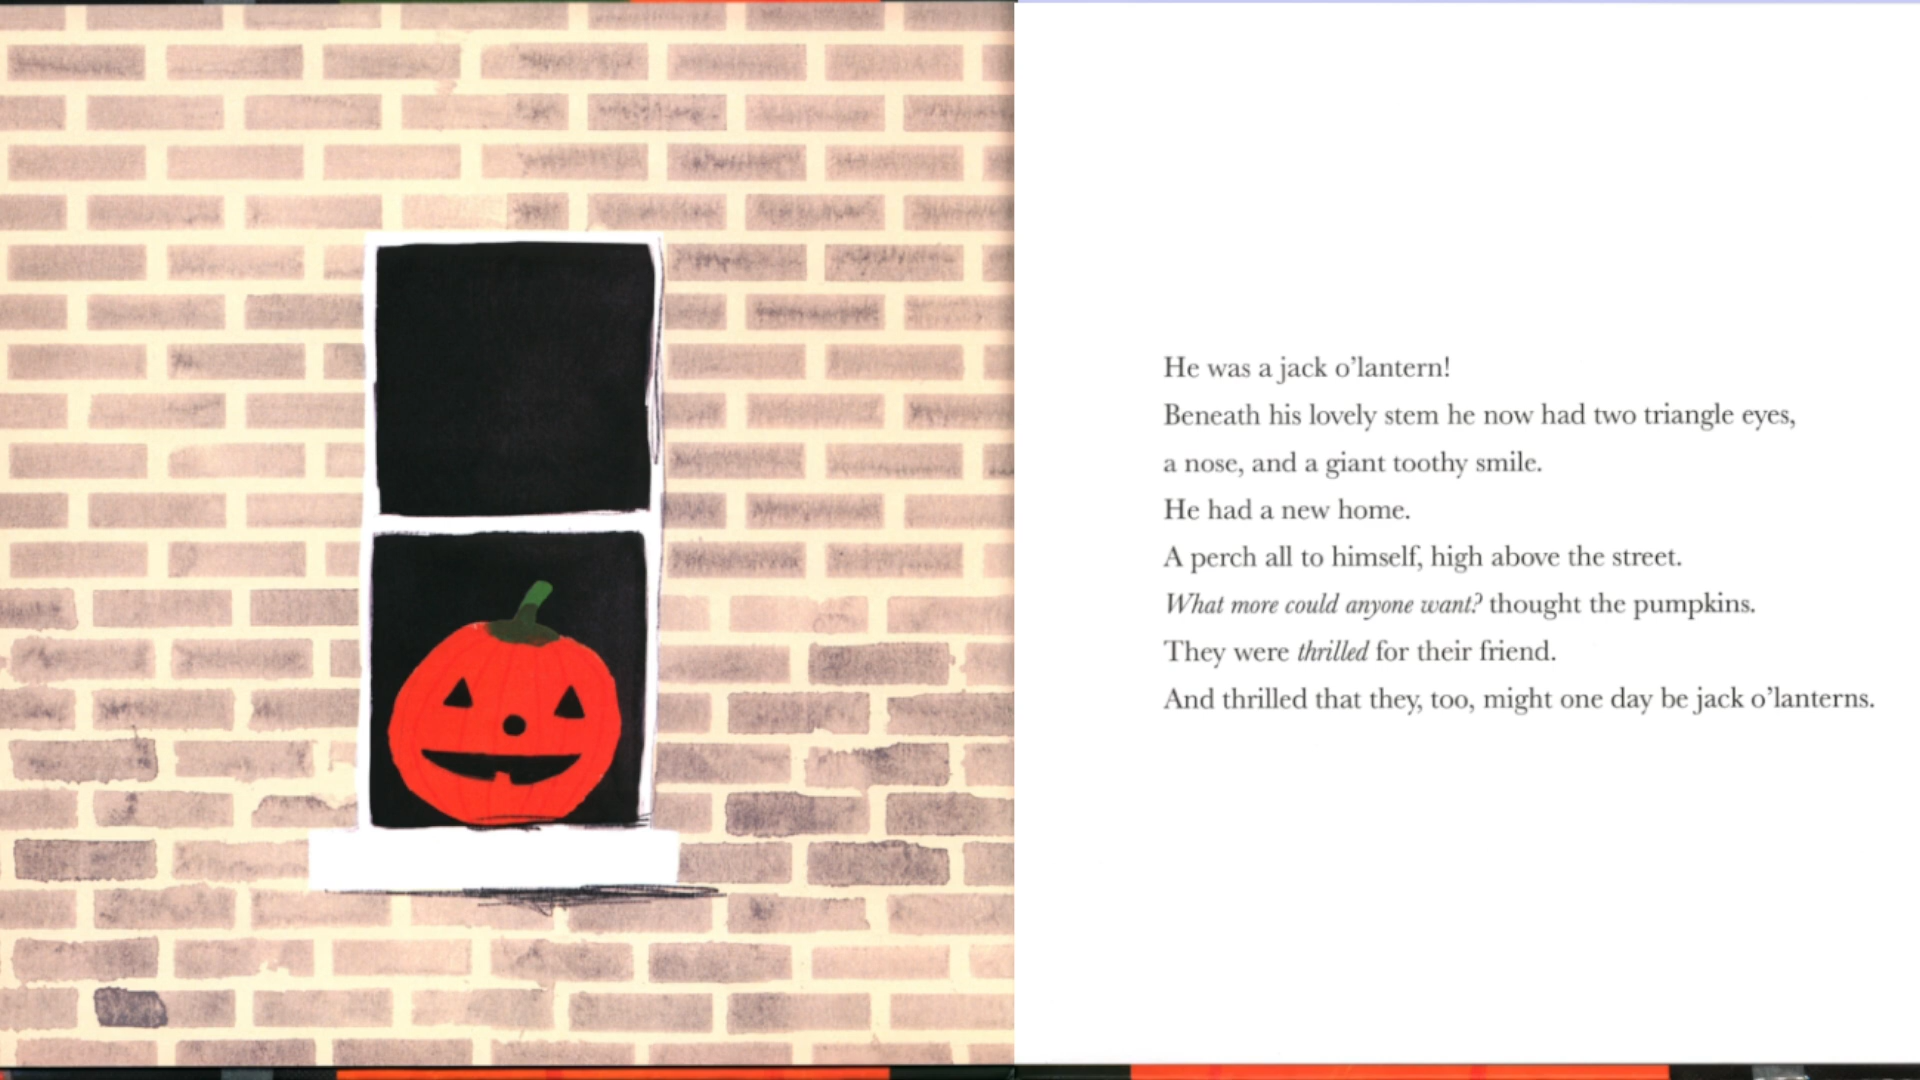 He was a jack o’lantern!
Beneath his lovely stem he now had two triangle eyes,
a nose, and a giant toothy smile.
He had a new home.
A perch all to himself, high above the street.
What more could anyone want? thought the pumpkins.
They were thrilled for their friend.
And thrilled that they, too, might one day be jack o’lanterns.